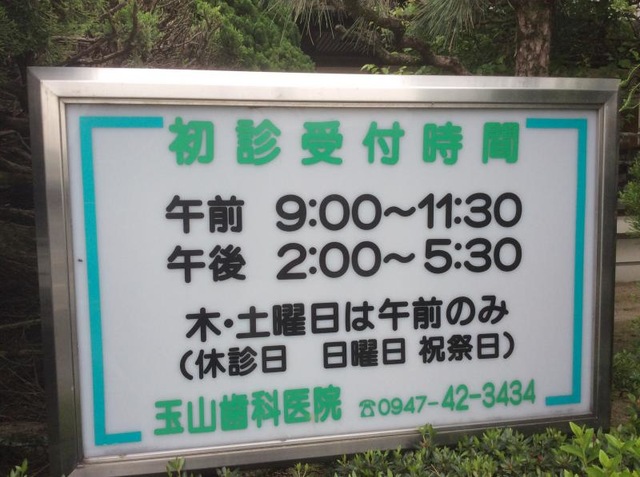 初診受付時間
午前 9:00～11:30
午後 2:00～5:30
木・土曜日は午前のみ
(休診日 日曜日 祝祭日)
玉山歯科医院 ☎0947-42-3434